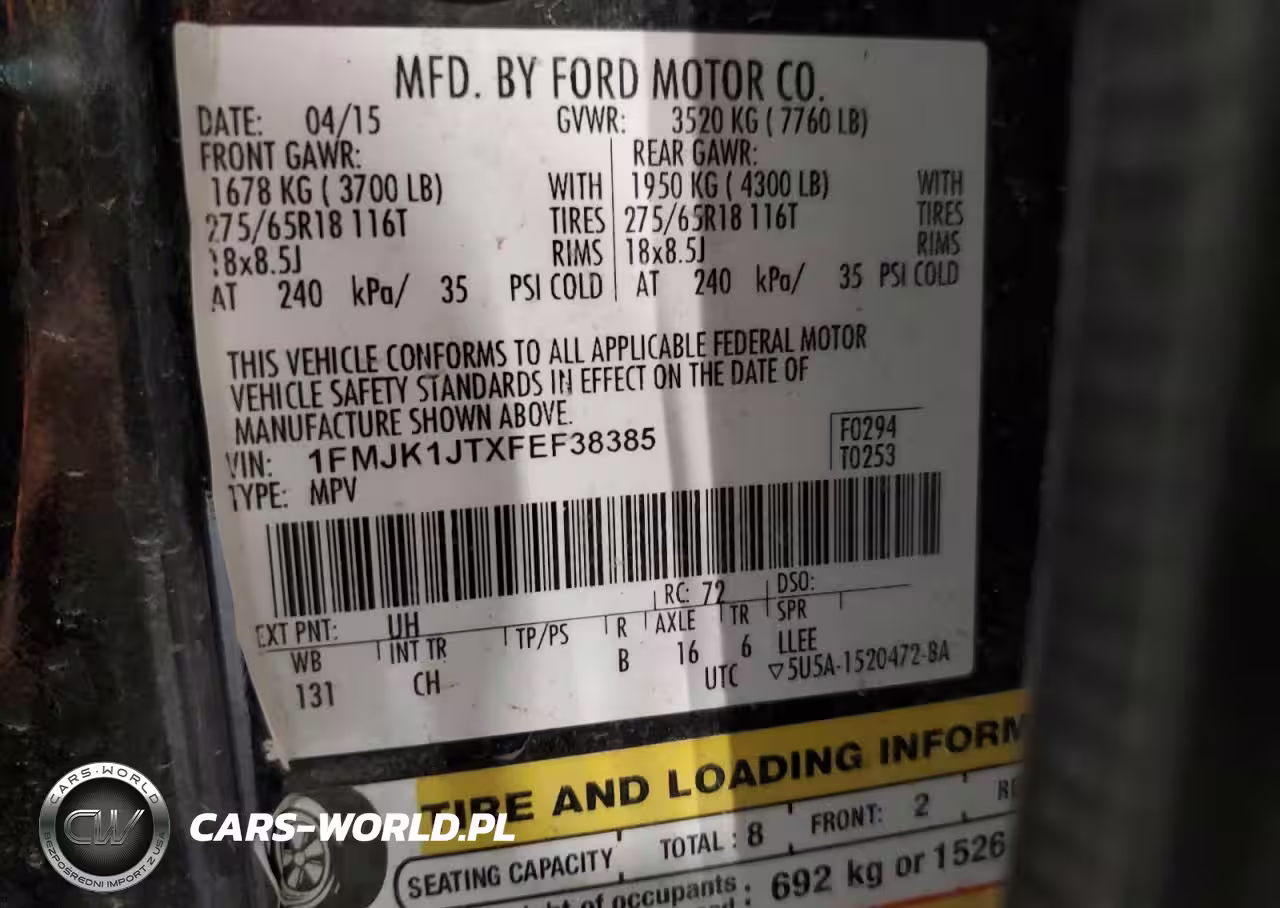 MFD. BY FORD MOTOR CO.
DATE: 04/15 GVWR: 3520 KG ( 7760 LB)
FRONT GAWR: REAR GAWR:
1678 KG ( 3700 LB) WITH 1950 KG ( 4300 LB) WITH
275/65R18 116T TIRES 275/65R18 116T TIRES
18x8.5J RIMS 18x8.5J RIMS
AT 240 kPa/ 35 PSI COLD AT 240 kPa/ 35 PSI COLD
THIS VEHICLE CONFORMS TO ALL APPLICABLE FEDERAL MOTOR
VEHICLE SAFETY STANDARDS IN EFFECT ON THE DATE OF
MANUFACTURE SHOWN ABOVE.
VIN: 1FMJK1JTXFEF38385 F0294
TYPE: MPV T0253
EXT PNT: UH RC: 72 DSO:
WB INT TR TP/PS R AXLE TR SPR
131 CH B 16 6 LLEE
UTC ▽5U5A-1520472-BA
TIRE AND LOADING INFORM
SEATING CAPACITY TOTAL : 8 FRONT: 2
of occupants : 692 kg or 1526
CARS-WORLD
CW
BEZPOŚREDNI IMPORT Z USA
CARS-WORLD.PL